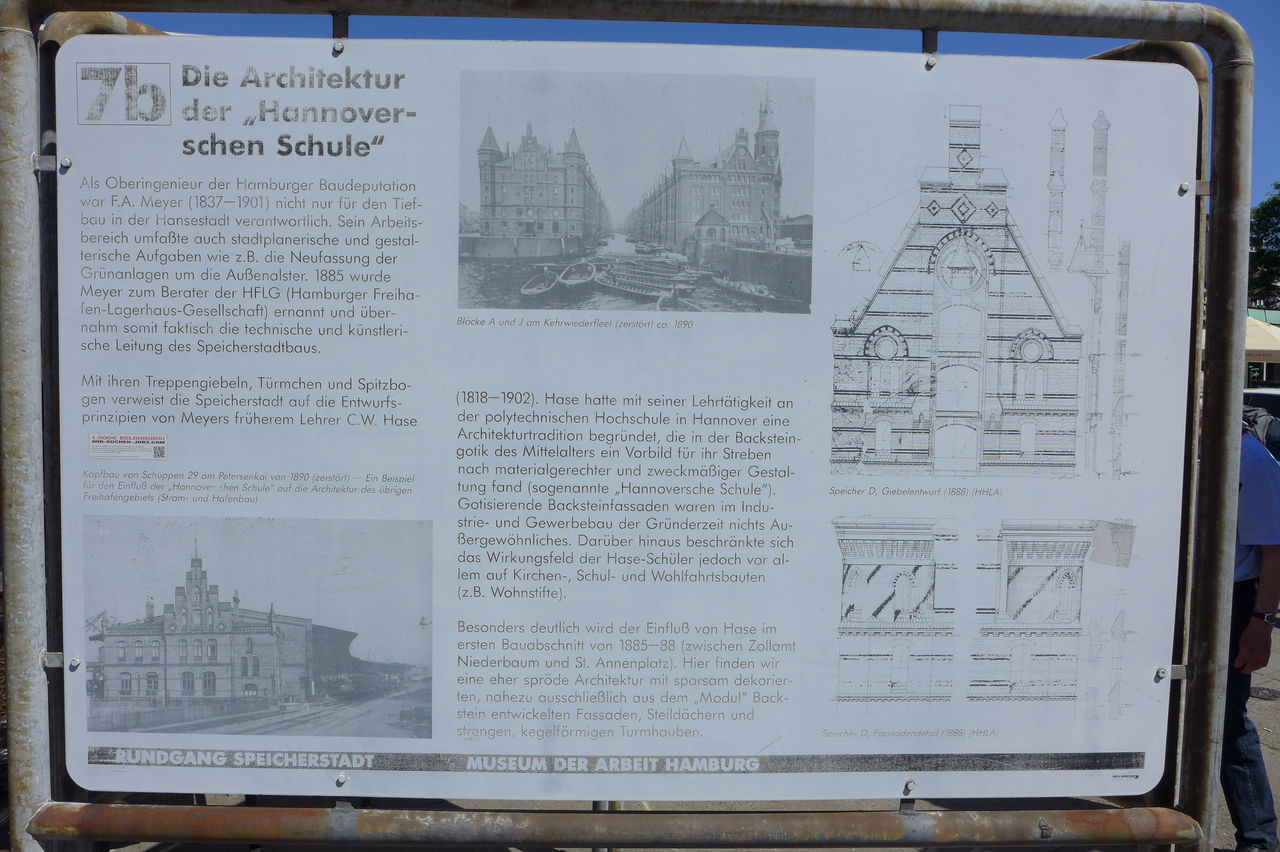 7b
Die Architektur
der „Hannover-
schen Schule“
Als Oberingenieur der Hamburger Baudeputation
war F.A. Meyer (1837—1901) nicht nur für den Tief-
bau in der Hansestadt verantwortlich. Sein Arbeits-
bereich umfaßte auch stadtplanerische und gestal-
terische Aufgaben wie z.B. die Neufassung der
Grünanlagen um die Außenalster. 1885 wurde
Meyer zum Berater der HFLG (Hamburger Freiha-
fen-Lagerhaus-Gesellschaft) ernannt und über-
nahm somit faktisch die technische und künstleri-
sche Leitung des Speicherstadtbaus.
Mit ihren Treppengiebeln, Türmchen und Spitzbo-
gen verweist die Speicherstadt auf die Entwurfs-
prinzipien von Meyers früherem Lehrer C.W. Hase
1.000€ BELOHNUNG!
WIR-SUCHEN-JOBS.COM
Kopfbau von Schuppen 29 am Petersenkai von 1890 (zerstört) — Ein Beispiel
für den Einfluß der „Hannoverschen Schule“ auf die Architektur des übrigen
Freihafengebiets (Strom- und Hafenbau)
Blöcke A und J am Kehrwiederfleet (zerstört) ca. 1890
(1818—1902). Hase hatte mit seiner Lehrtätigkeit an
der polytechnischen Hochschule in Hannover eine
Architekturtradition begründet, die in der Backstein-
gotik des Mittelalters ein Vorbild für ihr Streben
nach materialgerechter und zweckmäßiger Gestal-
tung fand (sogenannte „Hannoversche Schule“).
Gotisierende Backsteinfassaden waren im Indu-
strie- und Gewerbebau der Gründerzeit nichts Au-
ßergewöhnliches. Darüber hinaus beschränkte sich
das Wirkungsfeld der Hase-Schüler jedoch vor al-
lem auf Kirchen-, Schul- und Wohlfahrtsbauten
(z.B. Wohnstifte).
Besonders deutlich wird der Einfluß von Hase im
ersten Bauabschnitt von 1885—88 (zwischen Zollamt
Niederbaum und St. Annenplatz). Hier finden wir
eine eher spröde Architektur mit sparsam dekorier-
ten, nahezu ausschließlich aus dem „Modul“ Back-
stein entwickelten Fassaden, Steildächern und
strengen, kegelförmigen Turmhauben.
Speicher D, Giebelentwurf (1888) (HHLA)
Speicher D, Fasssadendetail (1888) (HHLA)
RUNDGANG SPEICHERSTADT
MUSEUM DER ARBEIT HAMBURG